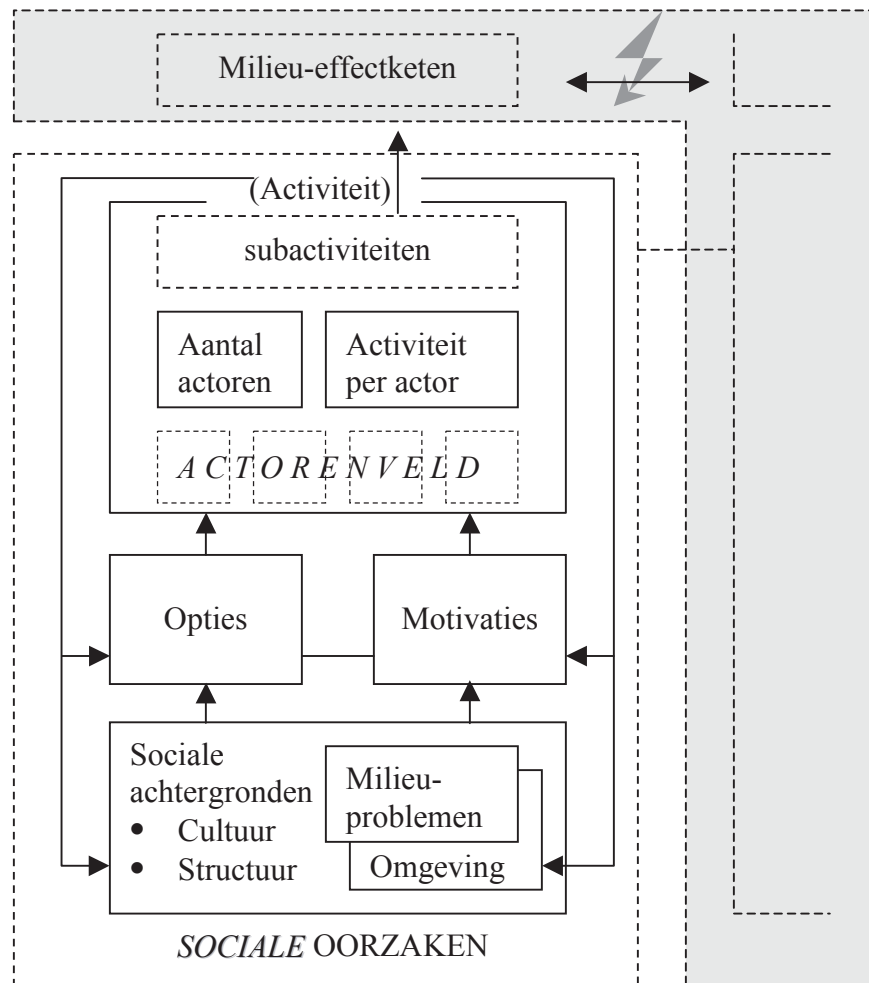 Milieu-effectketen
(Activiteit)
subactiviteiten
Aantal
actoren
Activiteit
per actor
ACTORENVELD
Opties
Motivaties
Sociale
achtergronden
• Cultuur
• Structuur
Milieu-
problemen
Omgeving
SOCIALE OORZAKEN